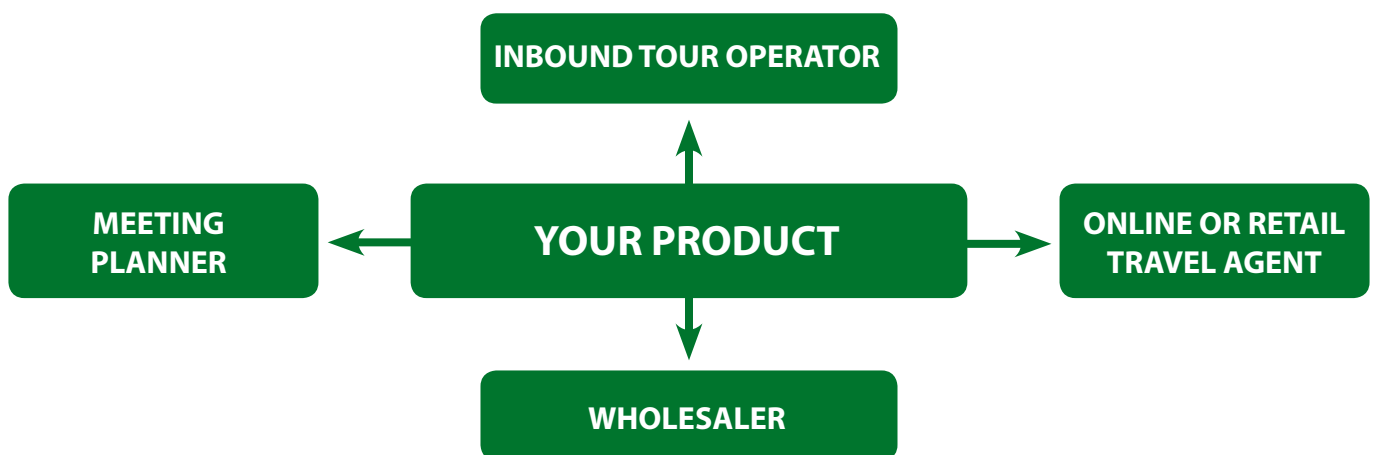 INBOUND TOUR OPERATOR
MEETING
PLANNER
YOUR PRODUCT
ONLINE OR RETAIL
TRAVEL AGENT
WHOLESALER